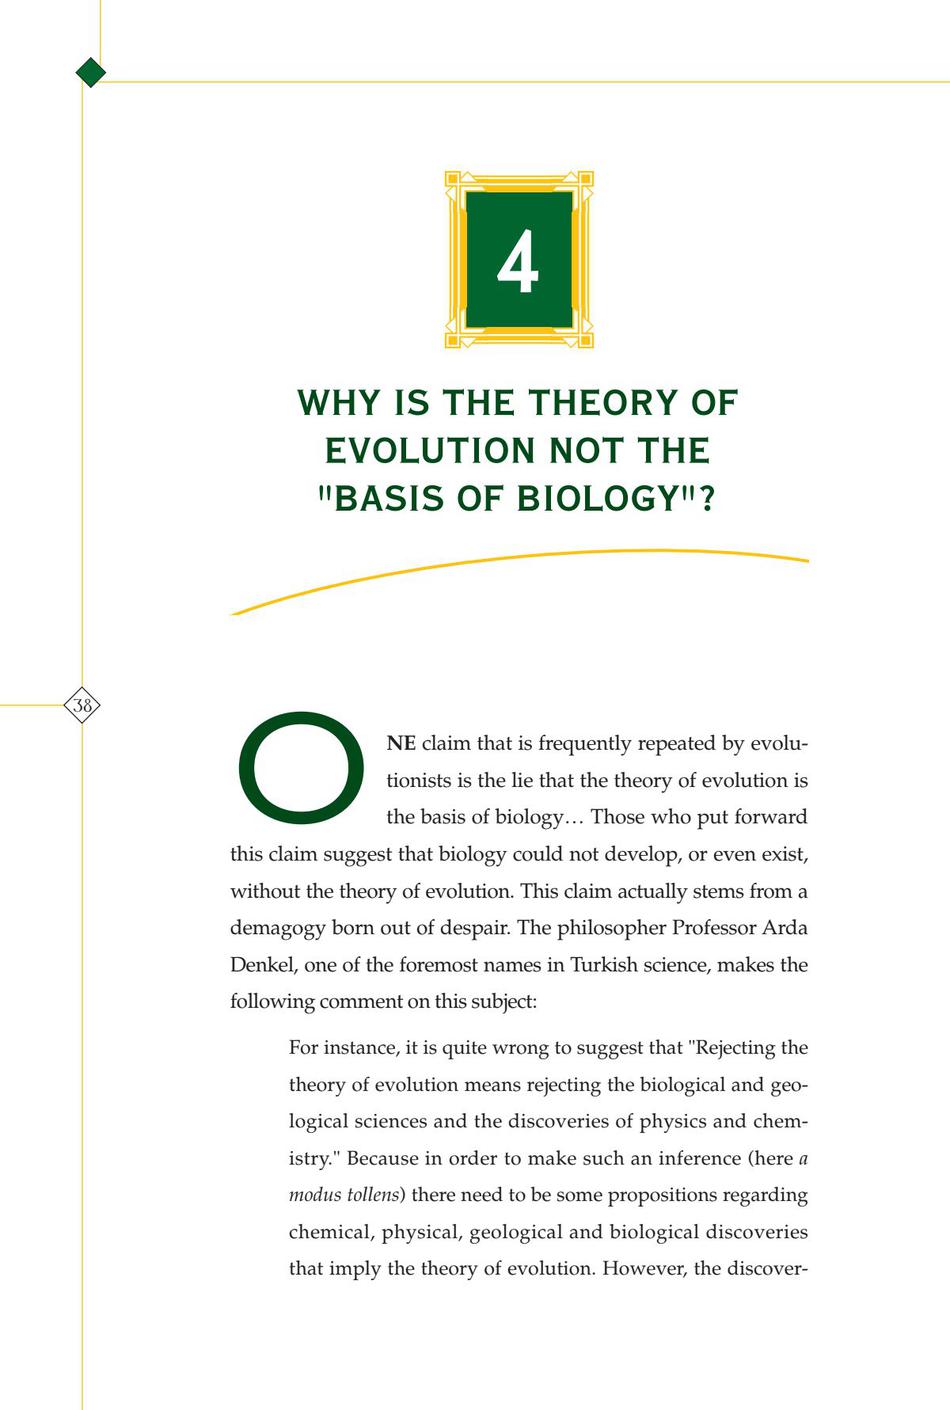 4
WHY IS THE THEORY OF
EVOLUTION NOT THE
"BASIS OF BIOLOGY"?
38
ONE claim that is frequently repeated by evolu-
tionists is the lie that the theory of evolution is
the basis of biology… Those who put forward
this claim suggest that biology could not develop, or even exist,
without the theory of evolution. This claim actually stems from a
demagogy born out of despair. The philosopher Professor Arda
Denkel, one of the foremost names in Turkish science, makes the
following comment on this subject:
For instance, it is quite wrong to suggest that "Rejecting the
theory of evolution means rejecting the biological and geo-
logical sciences and the discoveries of physics and chem-
istry." Because in order to make such an inference (here a
modus tollens) there need to be some propositions regarding
chemical, physical, geological and biological discoveries
that imply the theory of evolution. However, the discover-